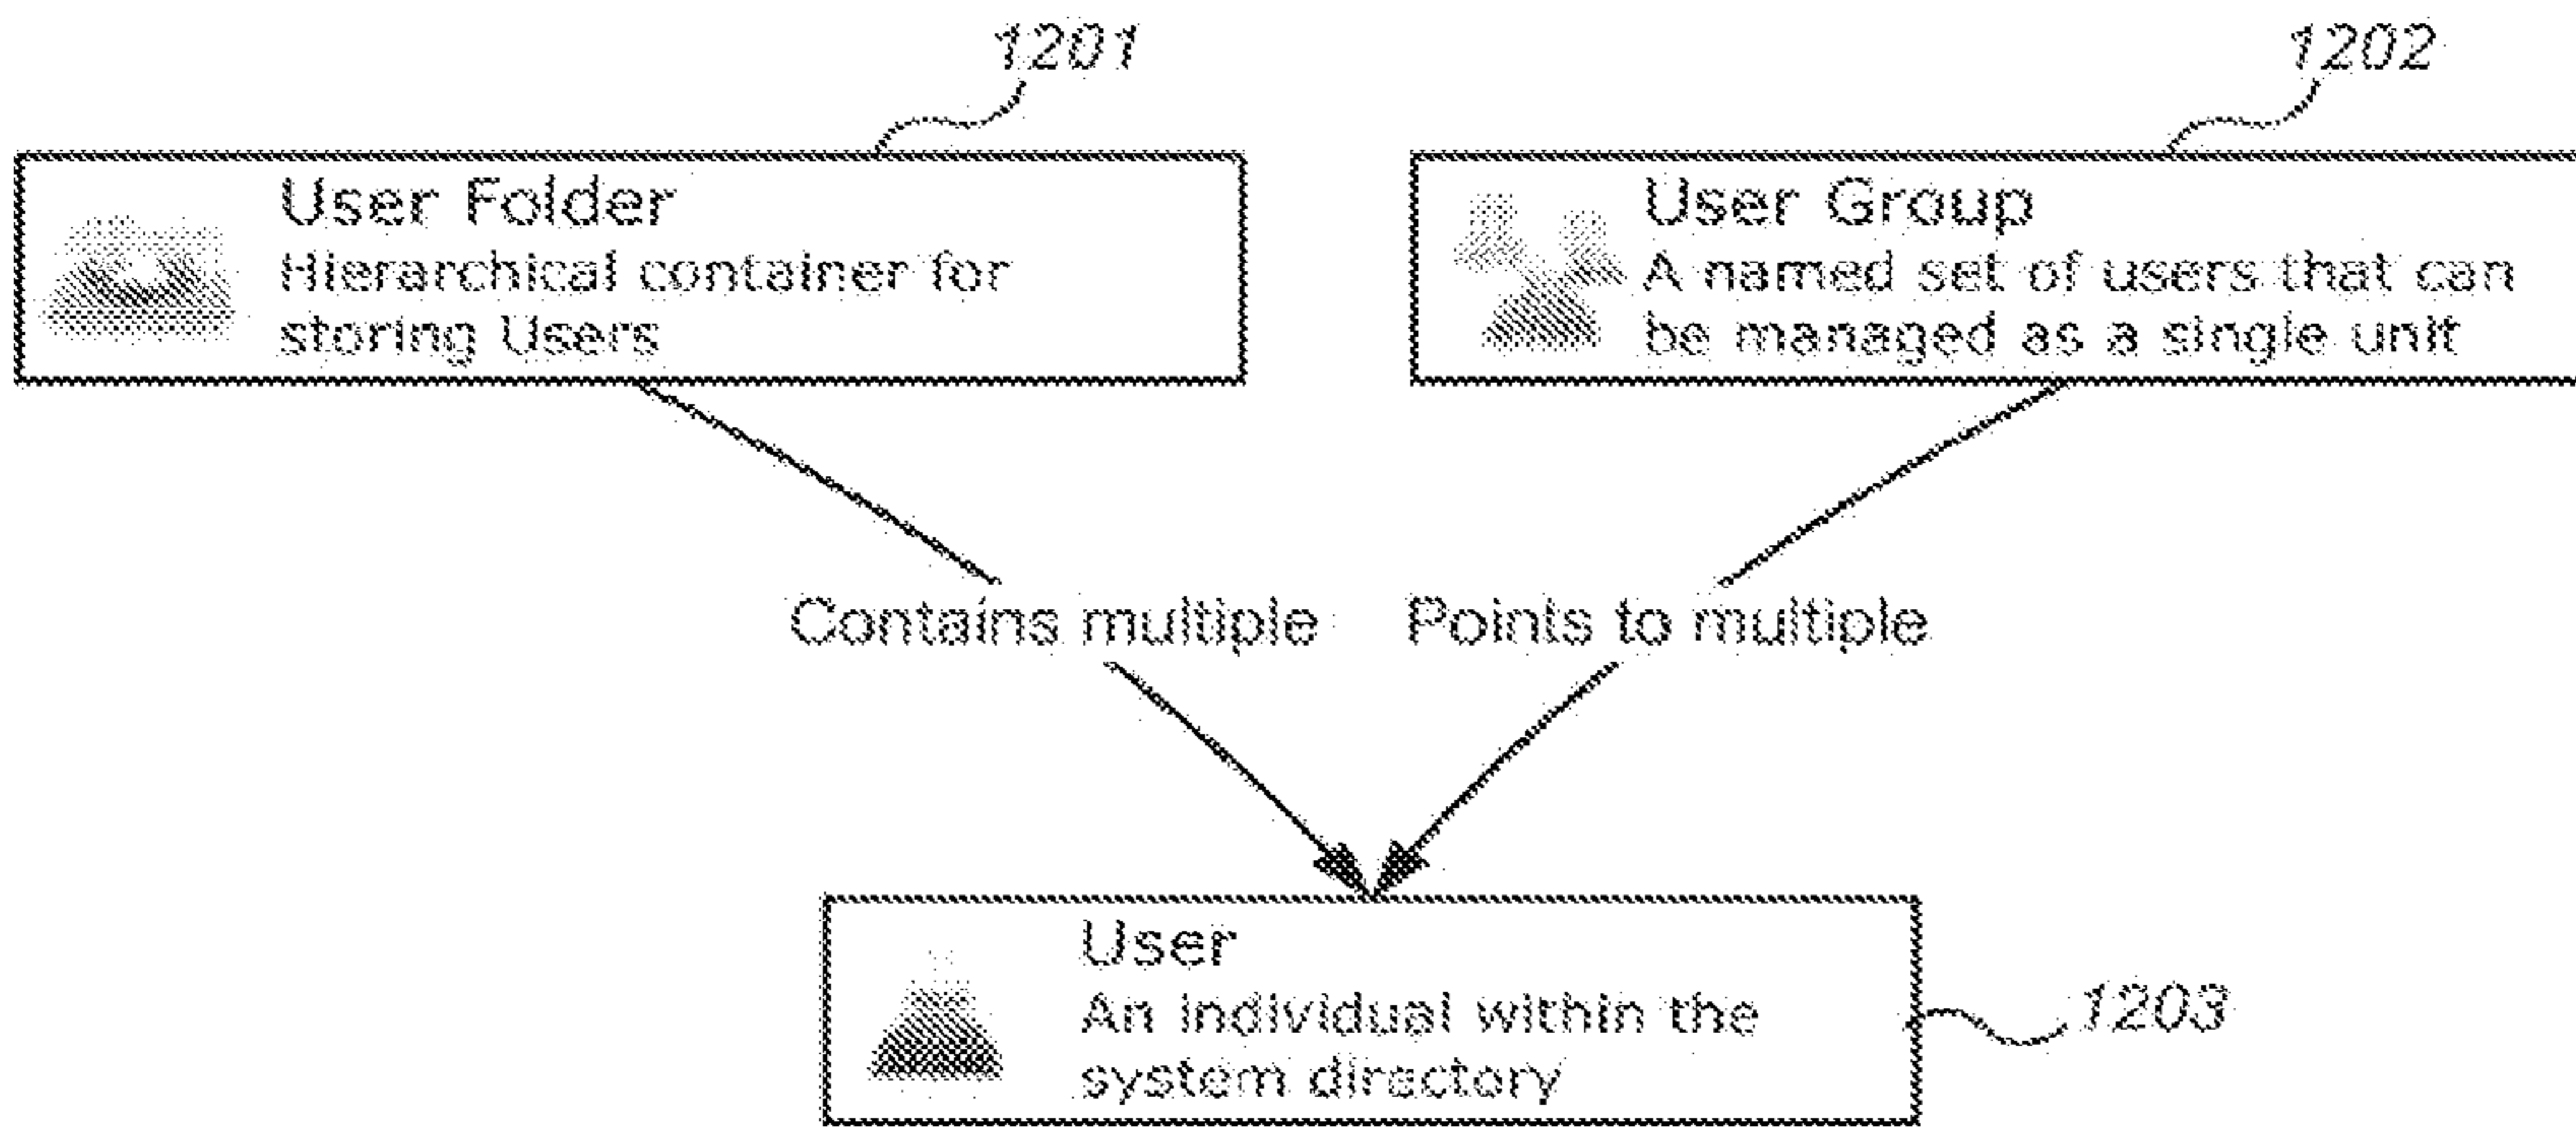 1201
1202
User Folder
Hierarchical container for
storing Users
User Group
A named set of users that can
be managed as a single unit
Contains multiple
Points to multiple
User
An individual within the
system directory
1203